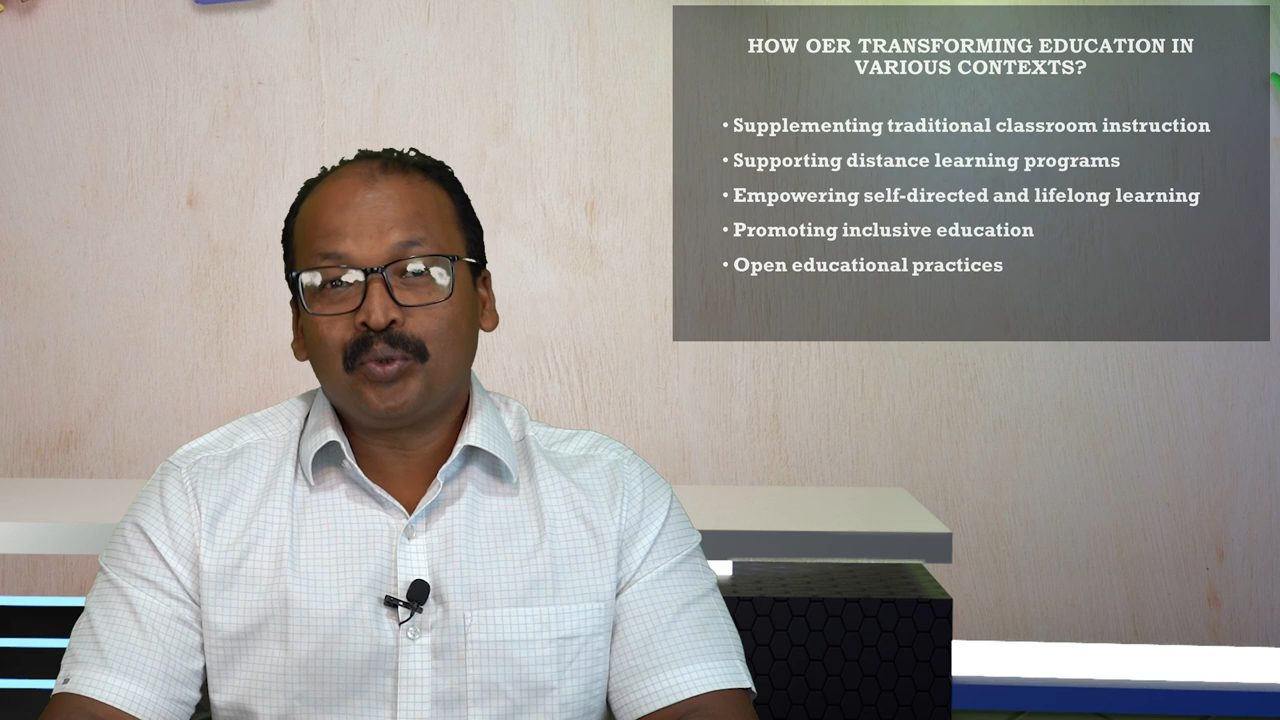 HOW OER TRANSFORMING EDUCATION IN
VARIOUS CONTEXTS?
• Supplementing traditional classroom instruction
• Supporting distance learning programs
• Empowering self-directed and lifelong learning
• Promoting inclusive education
• Open educational practices